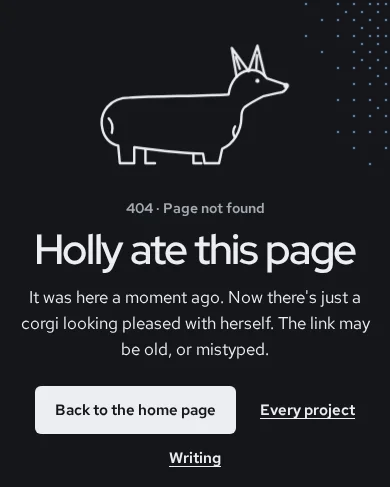 404 · Page not found
Holly ate this page
It was here a moment ago. Now there's just a
corgi looking pleased with herself. The link may
be old, or mistyped.
Back to the home page
Every project
Writing